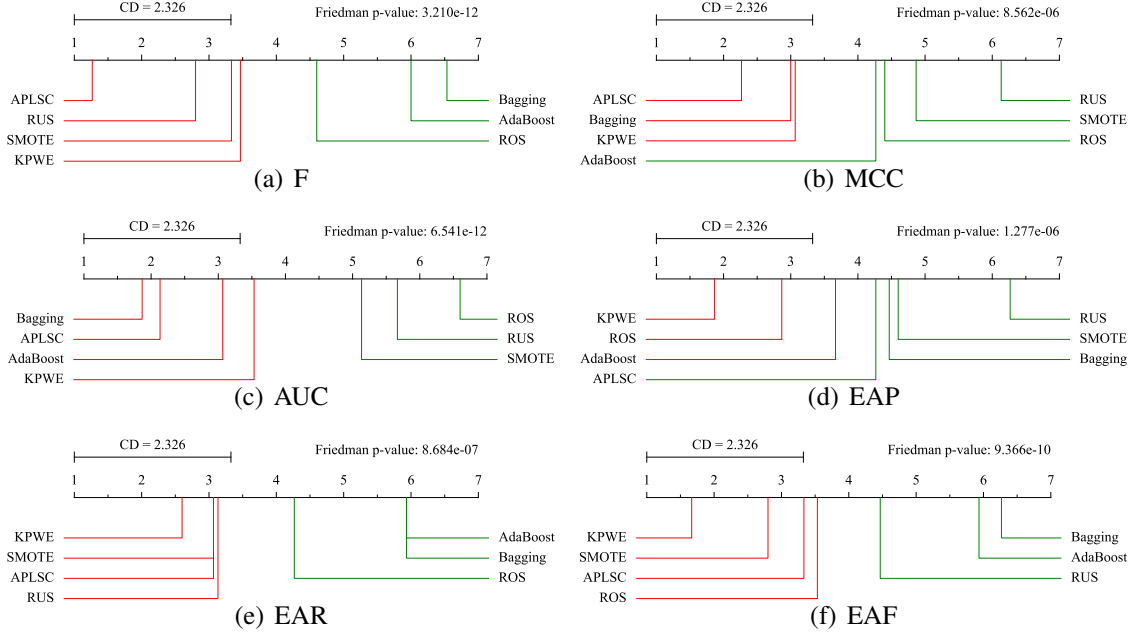 CD = 2.326
Friedman p-value: 3.210e-12
1 2 3 4 5 6 7
APLSC
RUS
SMOTE
KPWE
Bagging
AdaBoost
ROS
(a) F
CD = 2.326
Friedman p-value: 8.562e-06
1 2 3 4 5 6 7
APLSC
Bagging
KPWE
AdaBoost
RUS
SMOTE
ROS
(b) MCC
CD = 2.326
Friedman p-value: 6.541e-12
1 2 3 4 5 6 7
Bagging
APLSC
AdaBoost
KPWE
ROS
RUS
SMOTE
(c) AUC
CD = 2.326
Friedman p-value: 1.277e-06
1 2 3 4 5 6 7
KPWE
ROS
AdaBoost
APLSC
RUS
SMOTE
Bagging
(d) EAP
CD = 2.326
Friedman p-value: 8.684e-07
1 2 3 4 5 6 7
KPWE
SMOTE
APLSC
RUS
AdaBoost
Bagging
ROS
(e) EAR
CD = 2.326
Friedman p-value: 9.366e-10
1 2 3 4 5 6 7
KPWE
SMOTE
APLSC
ROS
Bagging
AdaBoost
RUS
(f) EAF